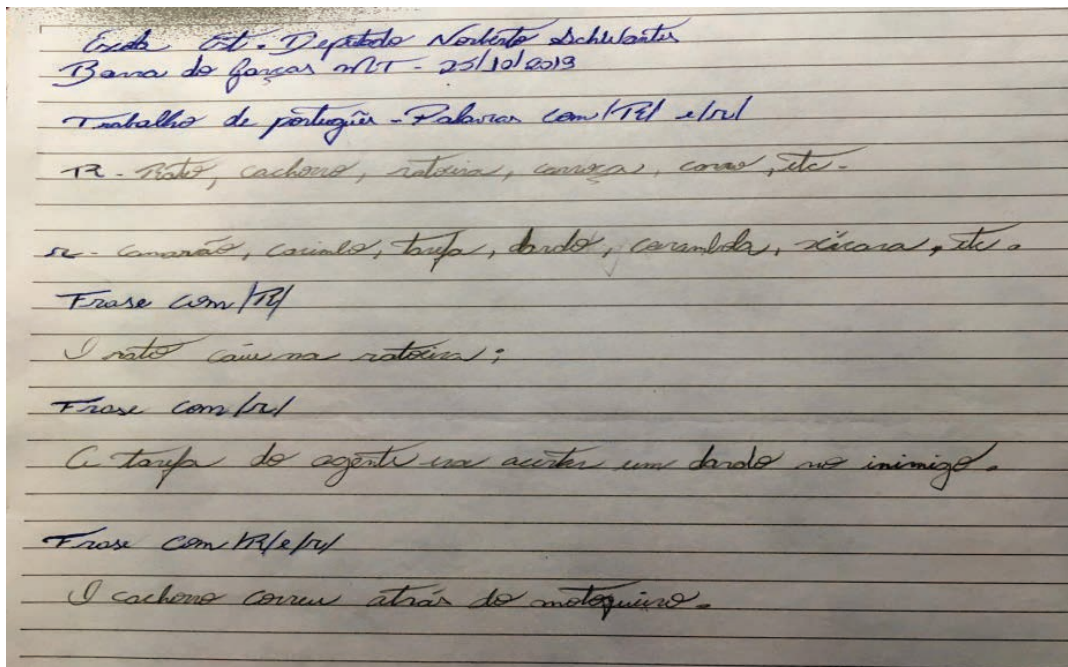 Escola Est. Deputado Norberto Schwantes
Barra do Garças MT - 25/10/2019
Trabalho de português - Palavras com /R/ e /r/
R - Rato, cachorro, ratoeira, carroça, carro, etc.
r - camarão, carimbo, tarefa, dardo, carambola, xícara, etc.
Frase com /R/
O rato caiu na ratoeira;
Frase com /r/
A tarefa do agente era acertar um dardo no inimigo.
Frase com /R/ e /r/
O cachorro correu atrás do motoqueiro.